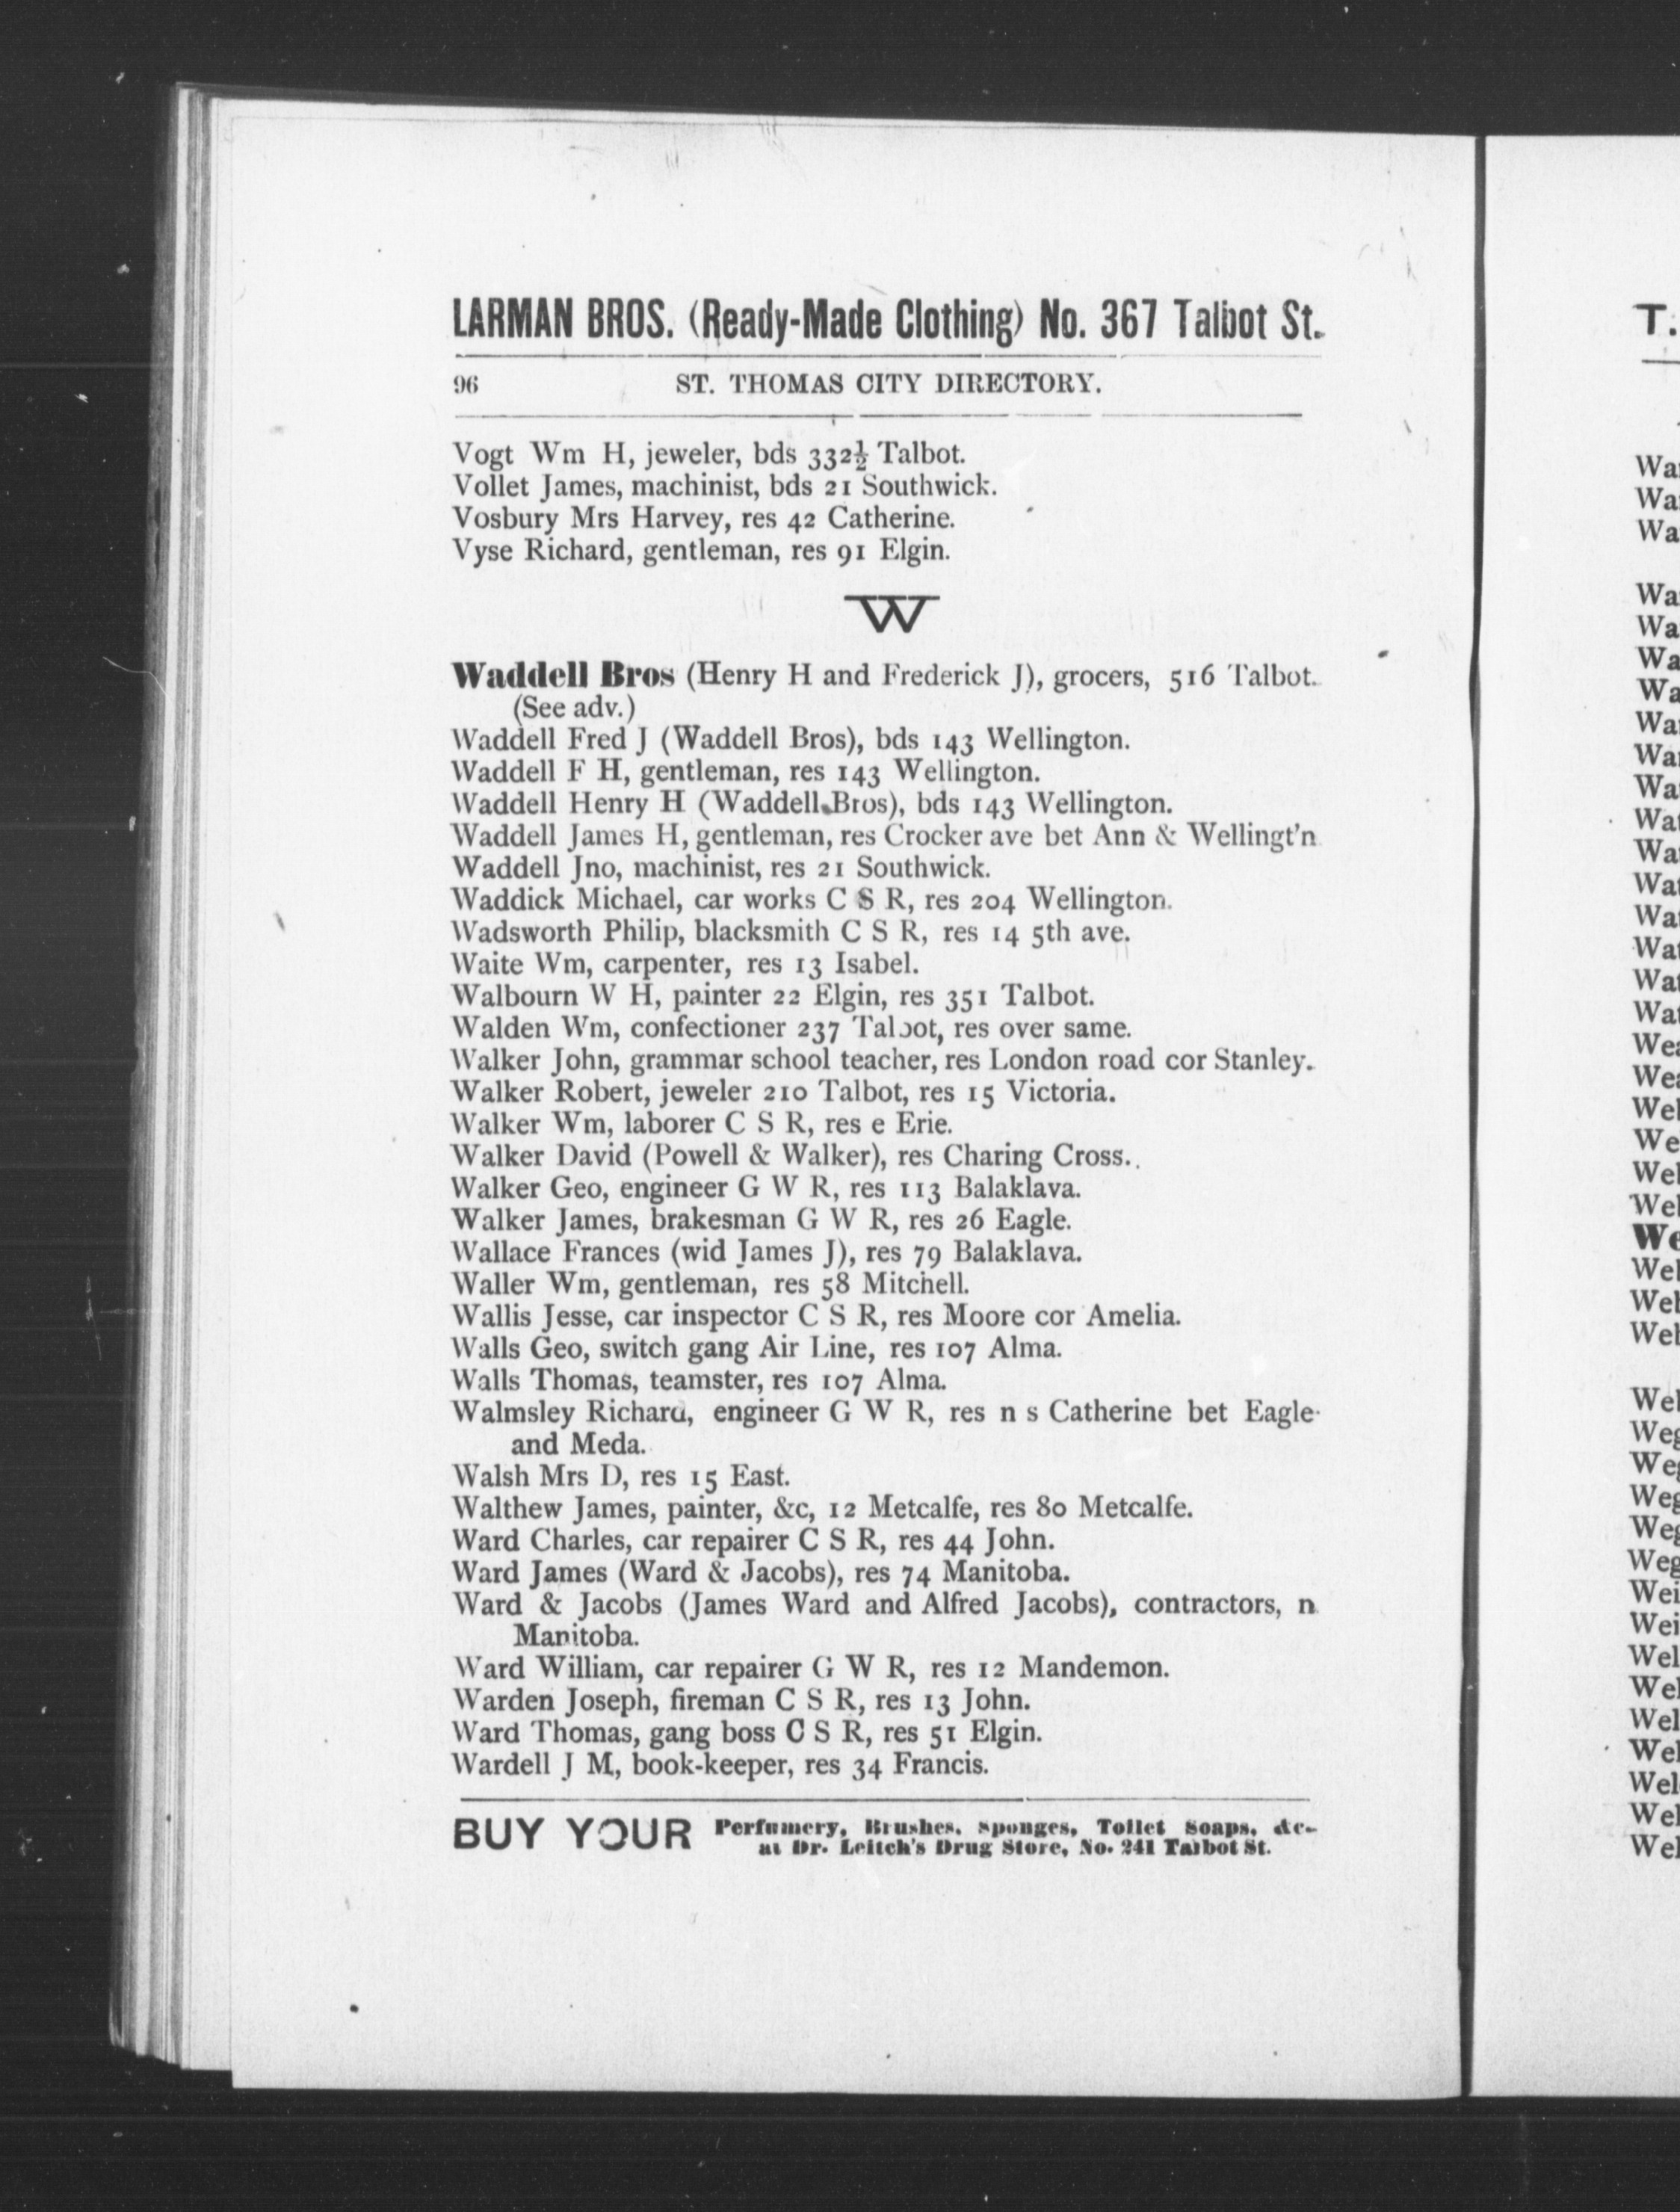 LARMAN BROS. (Ready-Made Clothing) No. 367 Talbot St.
96 ST. THOMAS CITY DIRECTORY.
Vogt Wm H, jeweler, bds 332½ Talbot.
Vollet James, machinist, bds 21 Southwick.
Vosbury Mrs Harvey, res 42 Catherine.
Vyse Richard, gentleman, res 91 Elgin.
W
Waddell Bros (Henry H and Frederick J), grocers, 516 Talbot.
(See adv.)
Waddell Fred J (Waddell Bros), bds 143 Wellington.
Waddell F H, gentleman, res 143 Wellington.
Waddell Henry H (Waddell Bros), bds 143 Wellington.
Waddell James H, gentleman, res Crocker ave bet Ann & Wellingt'n
Waddell Jno, machinist, res 21 Southwick.
Waddick Michael, car works C S R, res 204 Wellington.
Wadsworth Philip, blacksmith C S R, res 14 5th ave.
Waite Wm, carpenter, res 13 Isabel.
Walbourn W H, painter 22 Elgin, res 351 Talbot.
Walden Wm, confectioner 237 Talbot, res over same.
Walker John, grammar school teacher, res London road cor Stanley.
Walker Robert, jeweler 210 Talbot, res 15 Victoria.
Walker Wm, laborer C S R, res e Erie.
Walker David (Powell & Walker), res Charing Cross.
Walker Geo, engineer G W R, res 113 Balaklava.
Walker James, brakesman G W R, res 26 Eagle.
Wallace Frances (wid James J), res 79 Balaklava.
Waller Wm, gentleman, res 58 Mitchell.
Wallis Jesse, car inspector C S R, res Moore cor Amelia.
Walls Geo, switch gang Air Line, res 107 Alma.
Walls Thomas, teamster, res 107 Alma.
Walmsley Richard, engineer G W R, res n s Catherine bet Eagle
and Meda.
Walsh Mrs D, res 15 East.
Walthew James, painter, &c, 12 Metcalfe, res 80 Metcalfe.
Ward Charles, car repairer C S R, res 44 John.
Ward James (Ward & Jacobs), res 74 Manitoba.
Ward & Jacobs (James Ward and Alfred Jacobs), contractors, n
Manitoba.
Ward William, car repairer G W R, res 12 Mandemon.
Warden Joseph, fireman C S R, res 13 John.
Ward Thomas, gang boss C S R, res 51 Elgin.
Wardell J M, book-keeper, res 34 Francis.
BUY YOUR Perfumery, Brushes, Sponges, Toilet Soaps, &c.
at Dr. Leitch's Drug Store, No. 241 Talbot St.